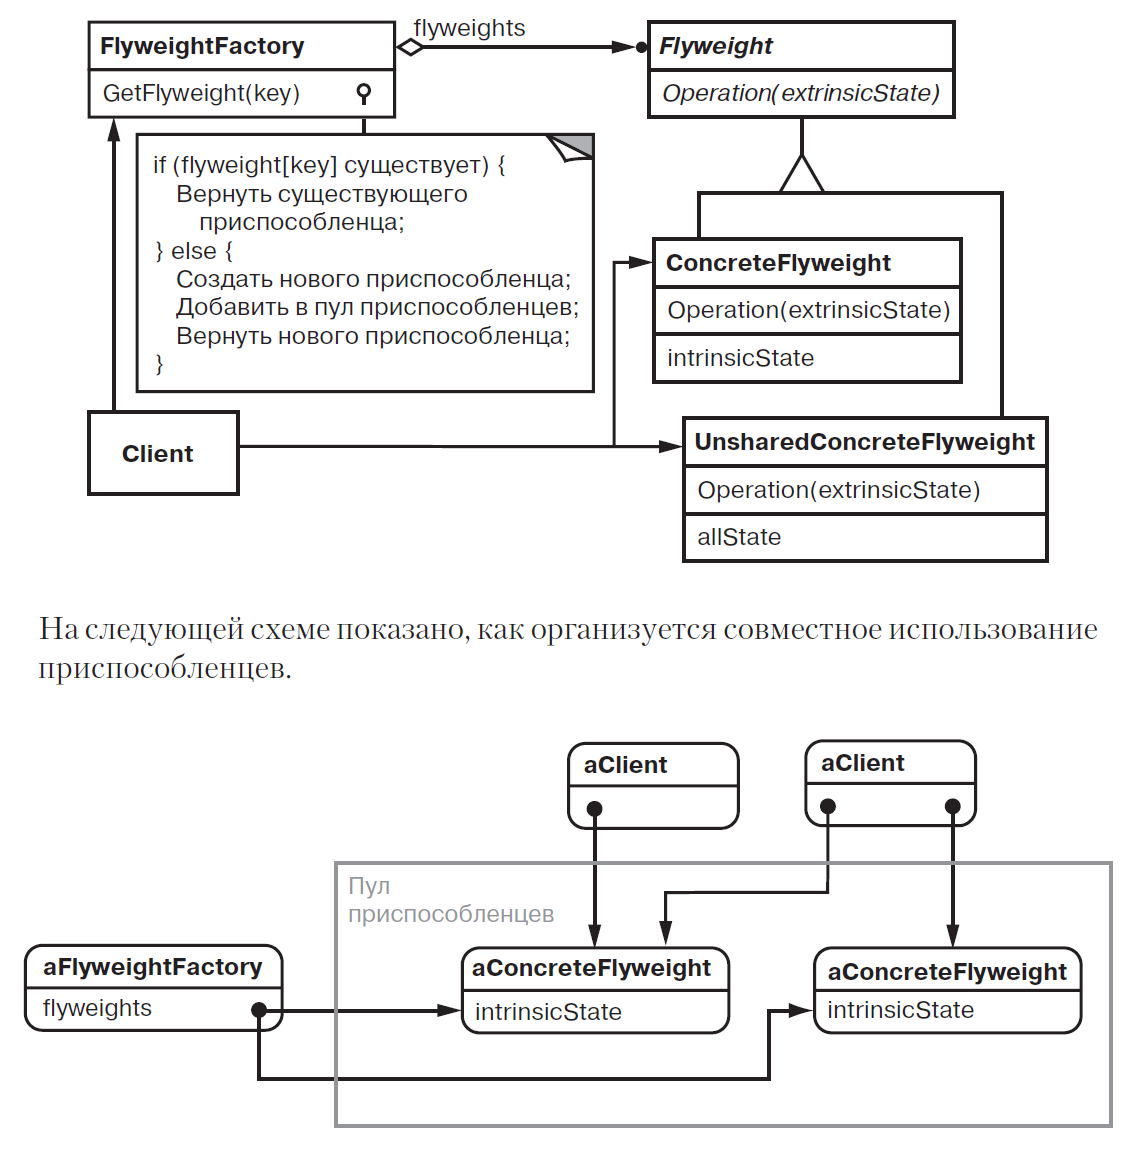 flyweights
FlyweightFactory
GetFlyweight(key)
Flyweight
Operation(extrinsicState)
if (flyweight[key] существует) {
Вернуть существующего
приспособленца;
} else {
Создать нового приспособленца;
Добавить в пул приспособленцев;
Вернуть нового приспособленца;
}
ConcreteFlyweight
Operation(extrinsicState)
intrinsicState
Client
UnsharedConcreteFlyweight
Operation(extrinsicState)
allState
На следующей схеме показано, как организуется совместное использование
приспособленцев.
aClient
aClient
Пул
приспособленцев
aFlyweightFactory
flyweights
aConcreteFlyweight
intrinsicState
aConcreteFlyweight
intrinsicState